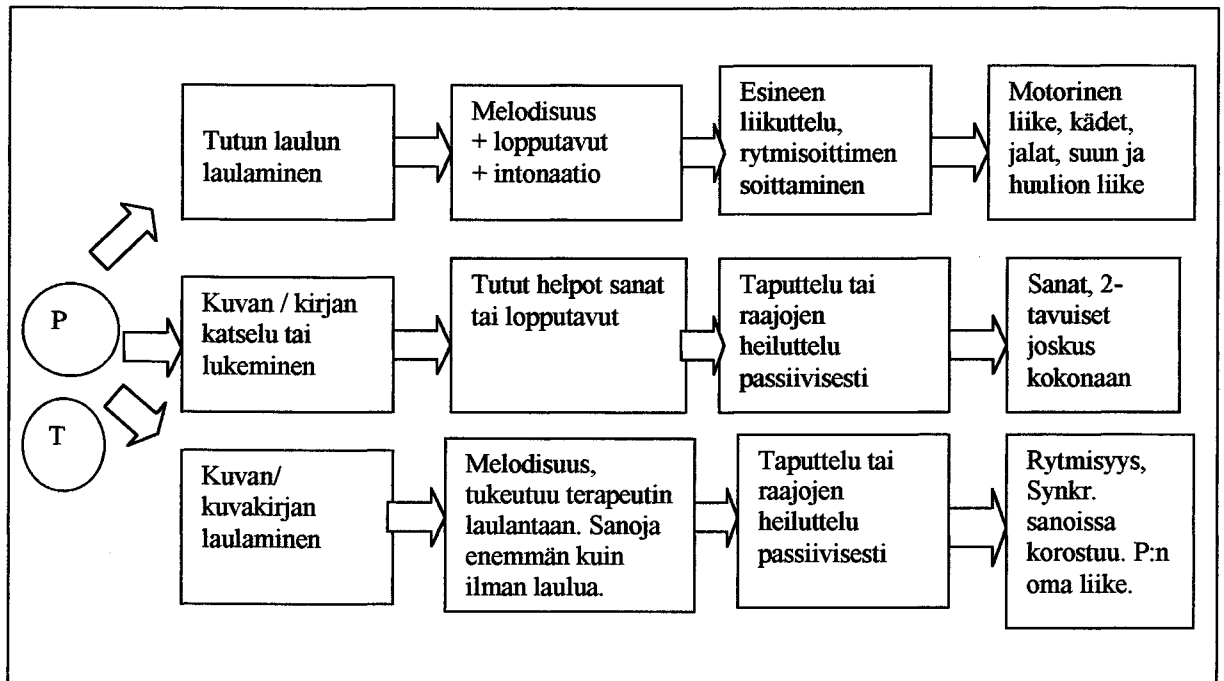 Tutun laulun
laulaminen
Melodisuus
+ lopputavut
+ intonaatio
Esineen
liikuttelu,
rytmisoittimen
soittaminen
Motorinen
liike, kädet,
jalat, suun ja
huulion liike
P
Kuvan / kirjan
katselu tai
lukeminen
Tutut helpot sanat
tai lopputavut
Taputtelu tai
raajojen
heiluttelu
passiivisesti
Sanat, 2-
tavuiset
joskus
kokonaan
T
Kuvan/
kuvakirjan
laulaminen
Melodisuus,
tukeutuu terapeutin
laulantaan. Sanoja
enemmän kuin
ilman laulua.
Taputtelu tai
raajojen
heiluttelu
passiivisesti
Rytmisyys,
Synkr.
sanoissa
korostuu. P:n
oma liike.